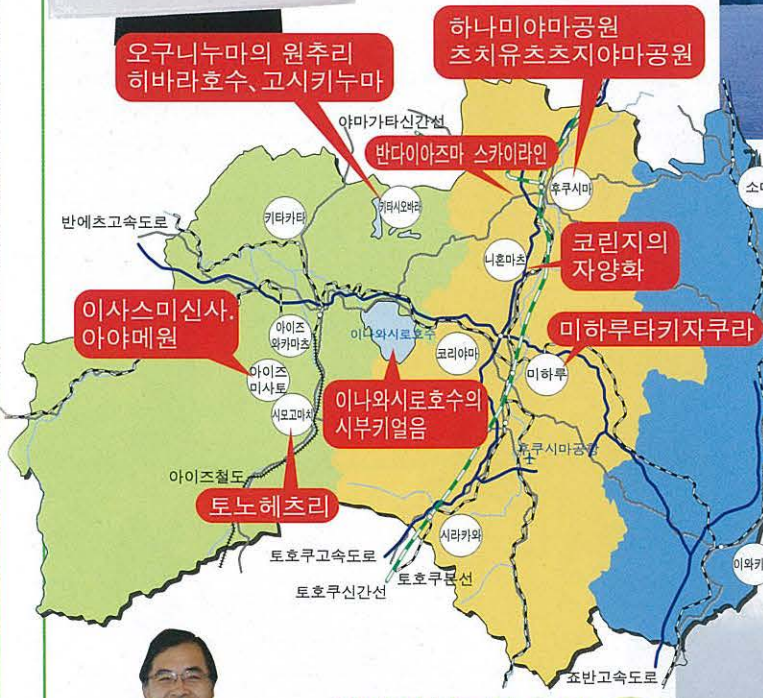 하나미야마공원
츠치유츠츠지야마공원
오구니누마의 원추리
히바라호수、고시키누마
야마가타신간선
반다이아즈마 스카이라인
후쿠시마
키타시오바라
키타카타
반에츠고속도로
니혼마츠
코린지의
자양화
이사스미신사.
아야메원
아이즈
와카마츠
이나와시로호수
코리야마
미하루타키자쿠라
미하루
아이즈
미사토
이나와시로호수의
시부키얼음
시모고마치
후쿠시마공항
아이즈철도
토노헤츠리
시라카와
토호쿠고속도로
토호쿠신간선
토호쿠본선
죠반고속도로